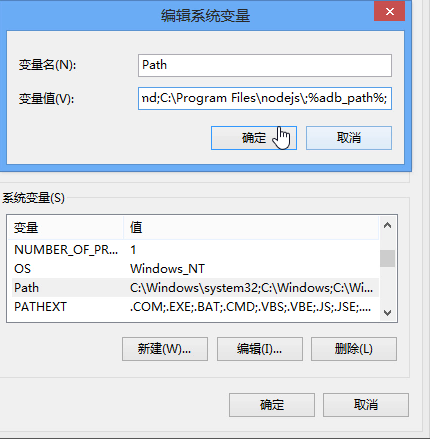 编辑系统变量
变量名(N):
Path
变量值(V):
nd;C:\Program Files\nodejs\;%adb_path%;
确定
取消
系统变量(S)
变量 值
NUMBER_OF_PR... 1
OS Windows_NT
Path C:\Windows\system32;C:\Windows;C:\Wi...
PATHEXT .COM;.EXE;.BAT;.CMD;.VBS;.VBE;.JS;.JSE;....
新建(W)... 编辑(I)... 删除(L)
确定 取消